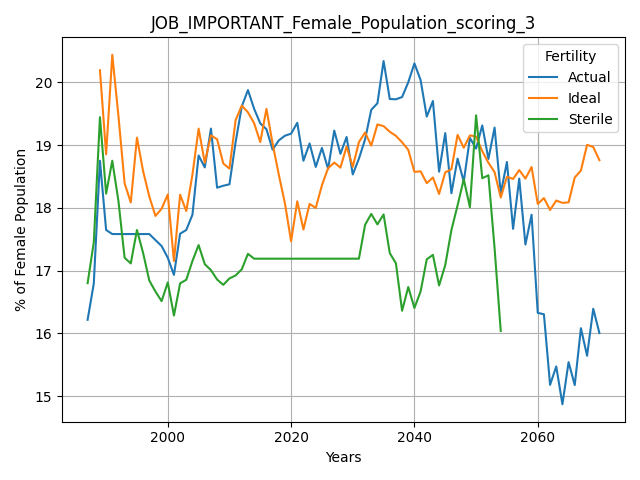 JOB_IMPORTANT_Female_Population_scoring_3
Fertility
Actual
Ideal
Sterile
% of Female Population
20
19
18
17
16
15
2000
2020
2040
2060
Years